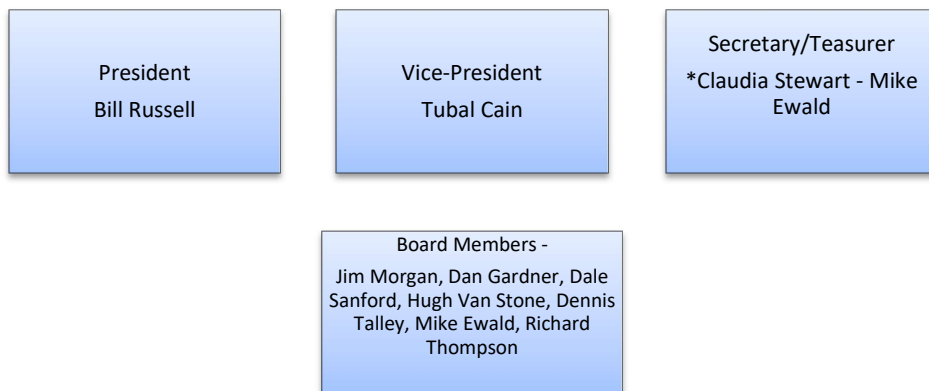 President
Bill Russell
Vice-President
Tubal Cain
Secretary/Teasurer
*Claudia Stewart - Mike
Ewald
Board Members -
Jim Morgan, Dan Gardner, Dale
Sanford, Hugh Van Stone, Dennis
Talley, Mike Ewald, Richard
Thompson